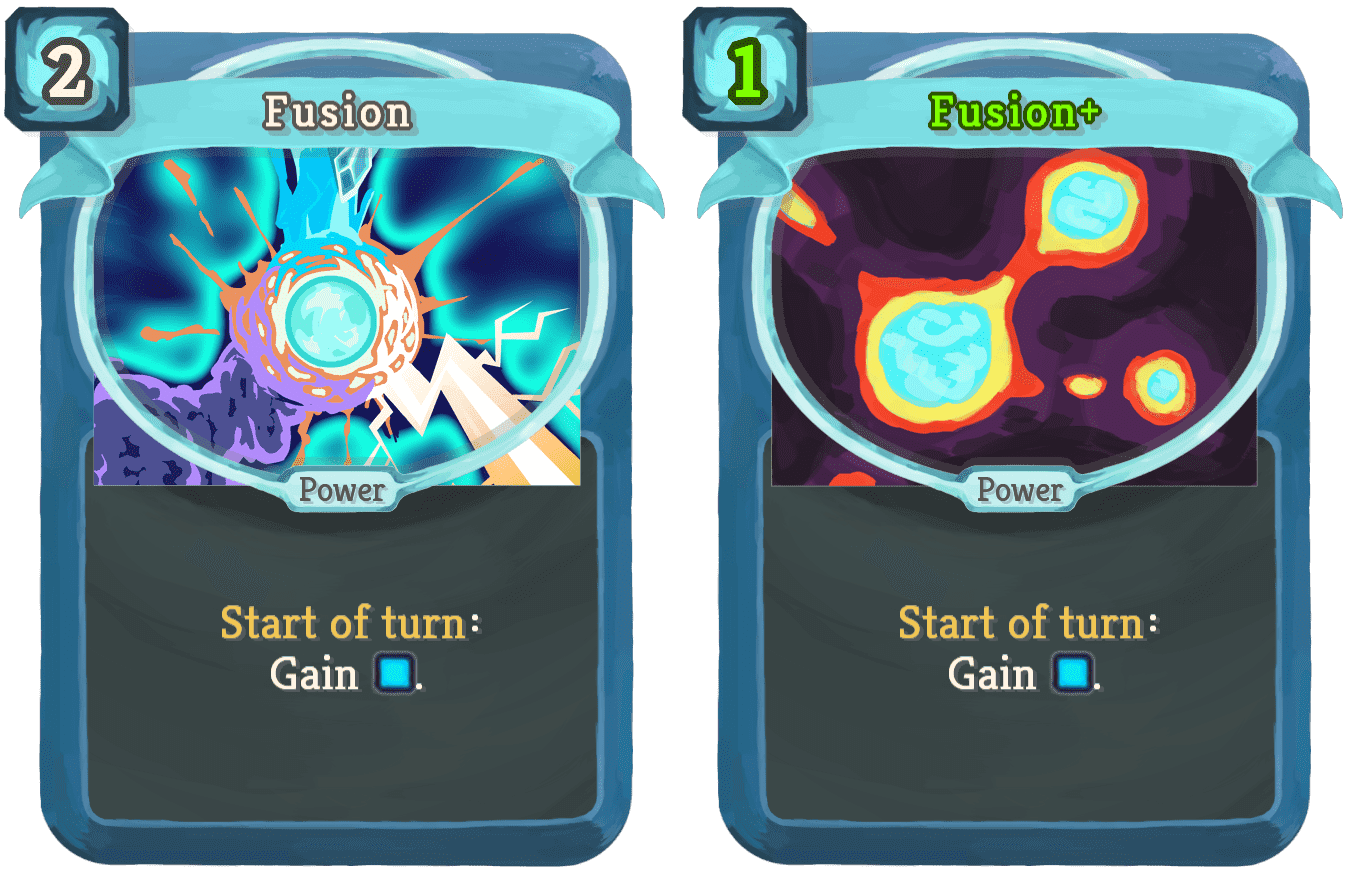 2
Fusion
Power
Start of turn:
Gain .
1
Fusion+
Power
Start of turn:
Gain .